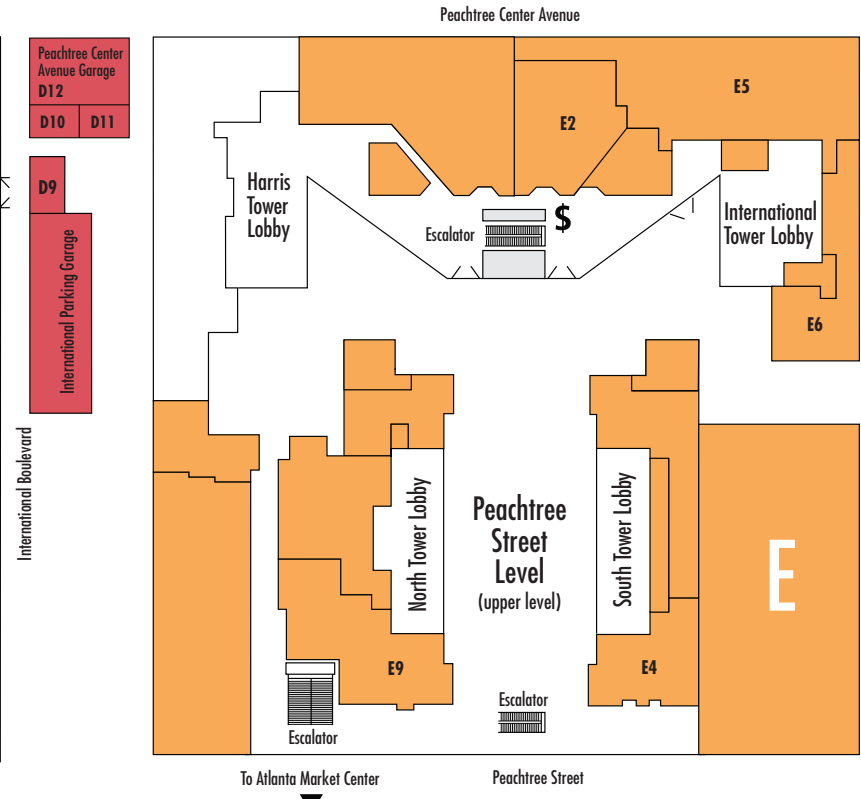 Peachtree Center Avenue
Peachtree Center
Avenue Garage
D12
D10
D11
D9
International Parking Garage
International Boulevard
E5
E2
Harris
Tower
Lobby
Escalator
$
International
Tower Lobby
E6
North Tower Lobby
Peachtree
Street
Level
(upper level)
South Tower Lobby
E
E9
E4
Escalator
Escalator
To Atlanta Market Center
Peachtree Street